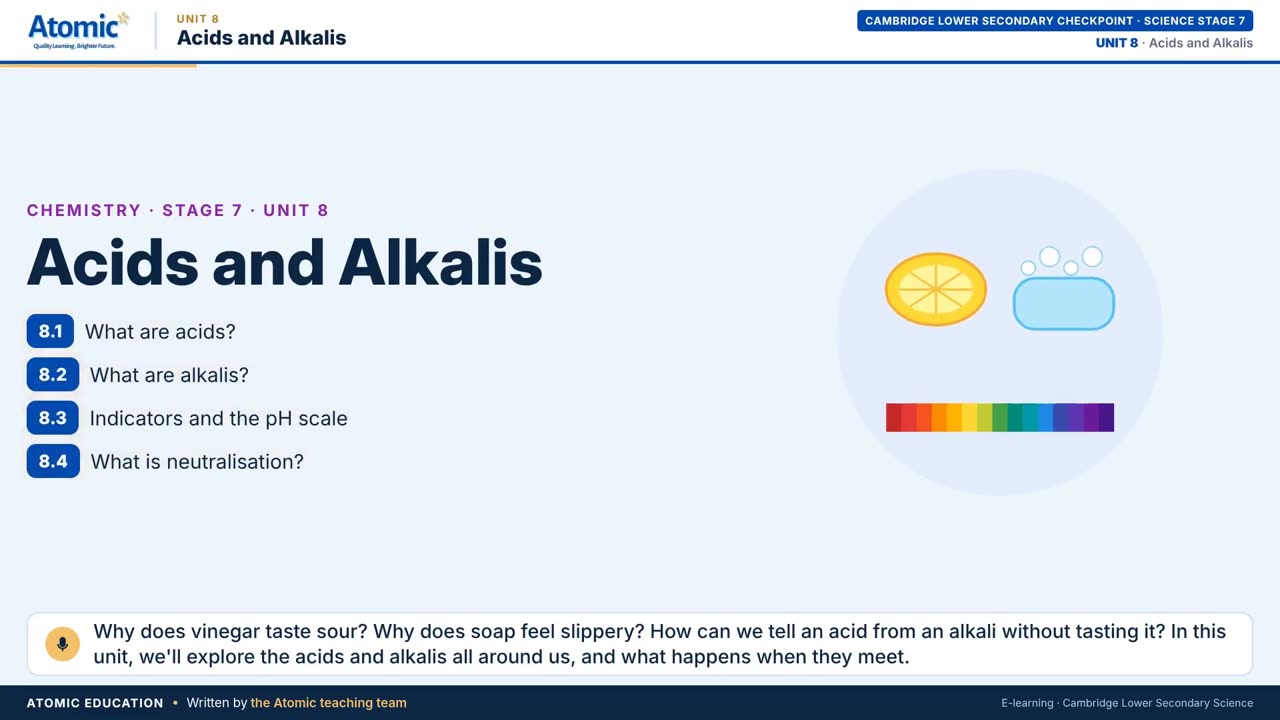 Atomic
Quality Learning, Brighter Future.
UNIT 8
Acids and Alkalis
CAMBRIDGE LOWER SECONDARY CHECKPOINT · SCIENCE STAGE 7
UNIT 8 · Acids and Alkalis
CHEMISTRY · STAGE 7 · UNIT 8
Acids and Alkalis
8.1 What are acids?
8.2 What are alkalis?
8.3 Indicators and the pH scale
8.4 What is neutralisation?
Why does vinegar taste sour? Why does soap feel slippery? How can we tell an acid from an alkali without tasting it? In this
unit, we'll explore the acids and alkalis all around us, and what happens when they meet.
ATOMIC EDUCATION • Written by the Atomic teaching team
E-learning · Cambridge Lower Secondary Science